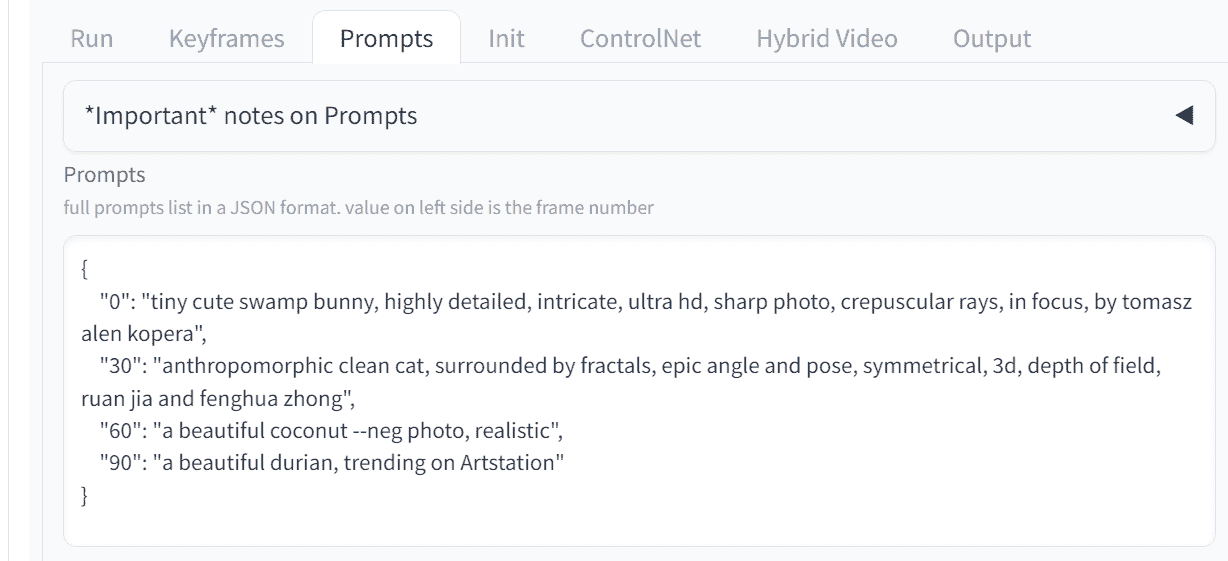 Run Keyframes Prompts Init ControlNet Hybrid Video Output
*Important* notes on Prompts
Prompts
full prompts list in a JSON format. value on left side is the frame number
{
"0": "tiny cute swamp bunny, highly detailed, intricate, ultra hd, sharp photo, crepuscular rays, in focus, by tomasz
alen kopera",
"30": "anthropomorphic clean cat, surrounded by fractals, epic angle and pose, symmetrical, 3d, depth of field,
ruan jia and fenghua zhong",
"60": "a beautiful coconut --neg photo, realistic",
"90": "a beautiful durian, trending on Artstation"
}